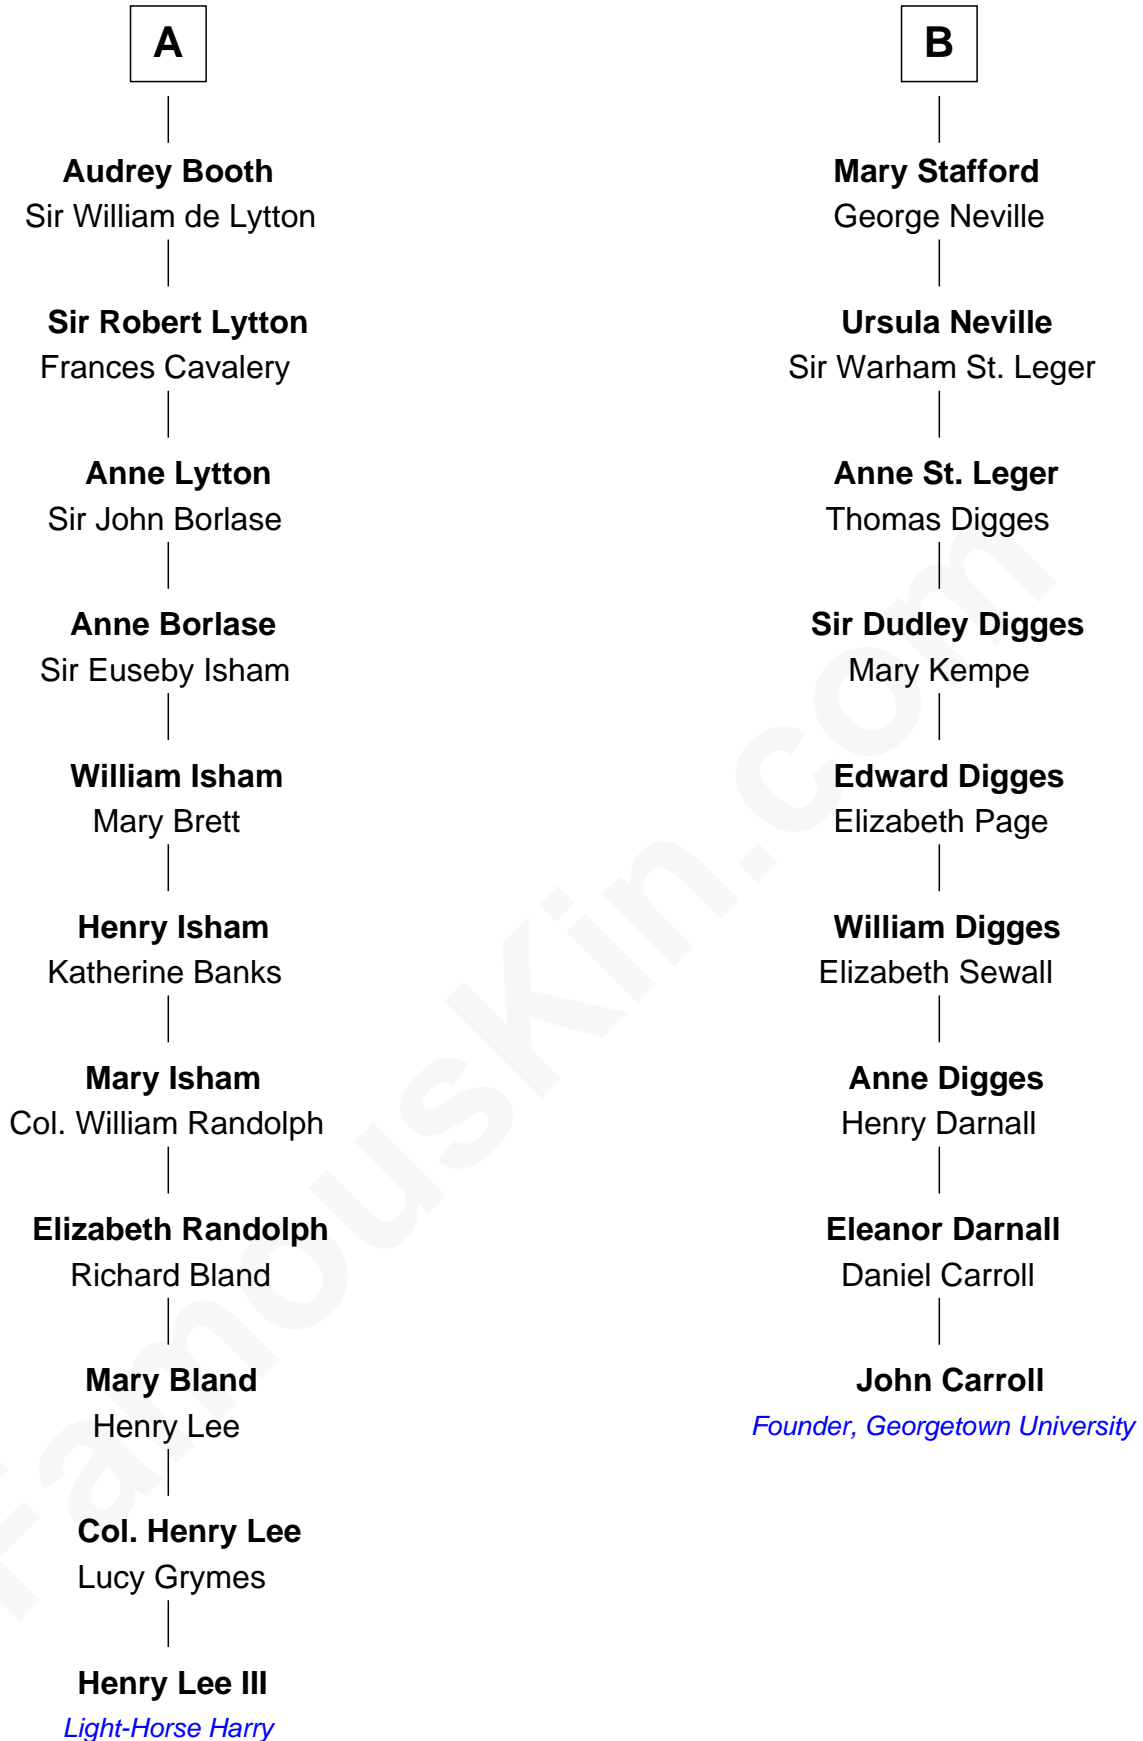 A
Audrey Booth
Sir William de Lytton
Sir Robert Lytton
Frances Cavalery
Anne Lytton
Sir John Borlase
Anne Borlase
Sir Euseby Isham
William Isham
Mary Brett
Henry Isham
Katherine Banks
Mary Isham
Col. William Randolph
Elizabeth Randolph
Richard Bland
Mary Bland
Henry Lee
Col. Henry Lee
Lucy Grymes
Henry Lee III
Light-Horse Harry
B
Mary Stafford
George Neville
Ursula Neville
Sir Warham St. Leger
Anne St. Leger
Thomas Digges
Sir Dudley Digges
Mary Kempe
Edward Digges
Elizabeth Page
William Digges
Elizabeth Sewall
Anne Digges
Henry Darnall
Eleanor Darnall
Daniel Carroll
John Carroll
Founder, Georgetown University
FamousKin.com